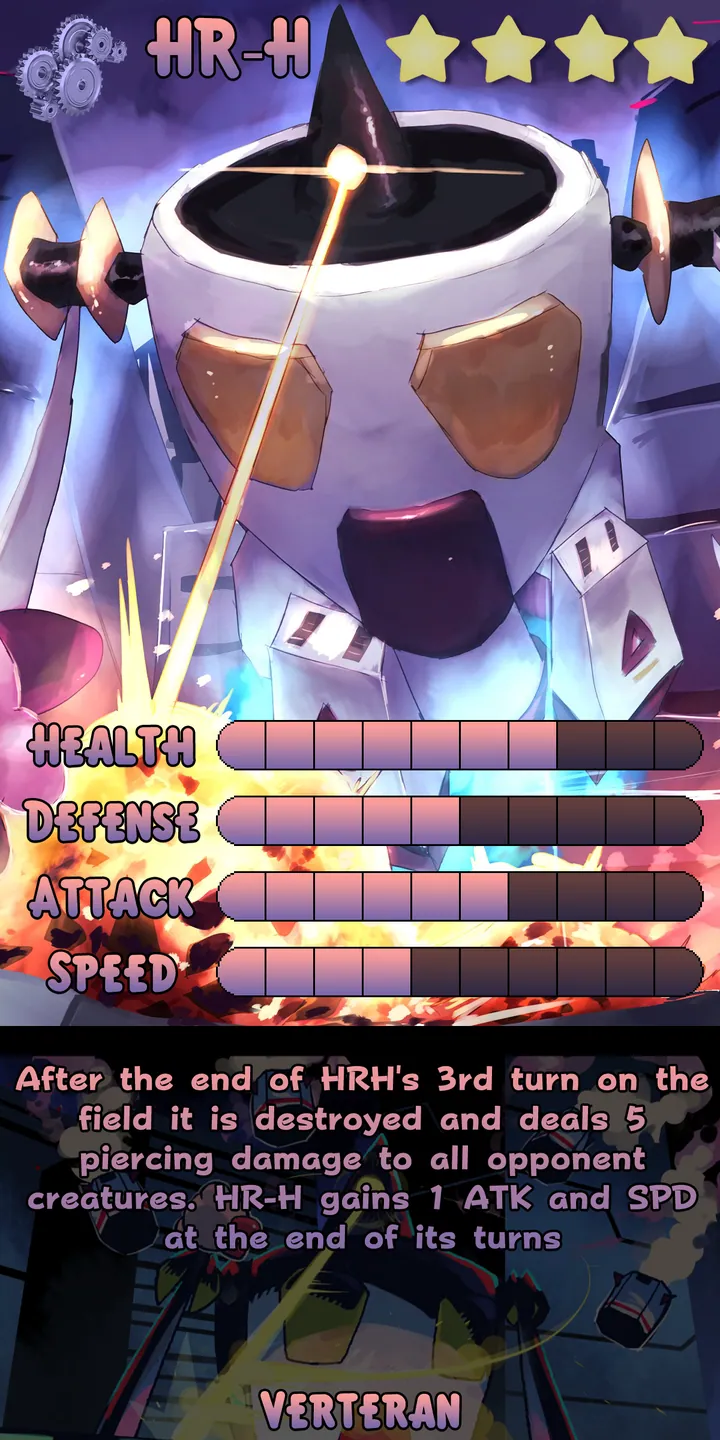 HR-H
HEALTH
DEFENSE
ATTACK
SPEED
After the end of HRH's 3rd turn on the
field it is destroyed and deals 5
piercing damage to all opponent
creatures. HR-H gains 1 ATK and SPD
at the end of its turns
VERTERAN